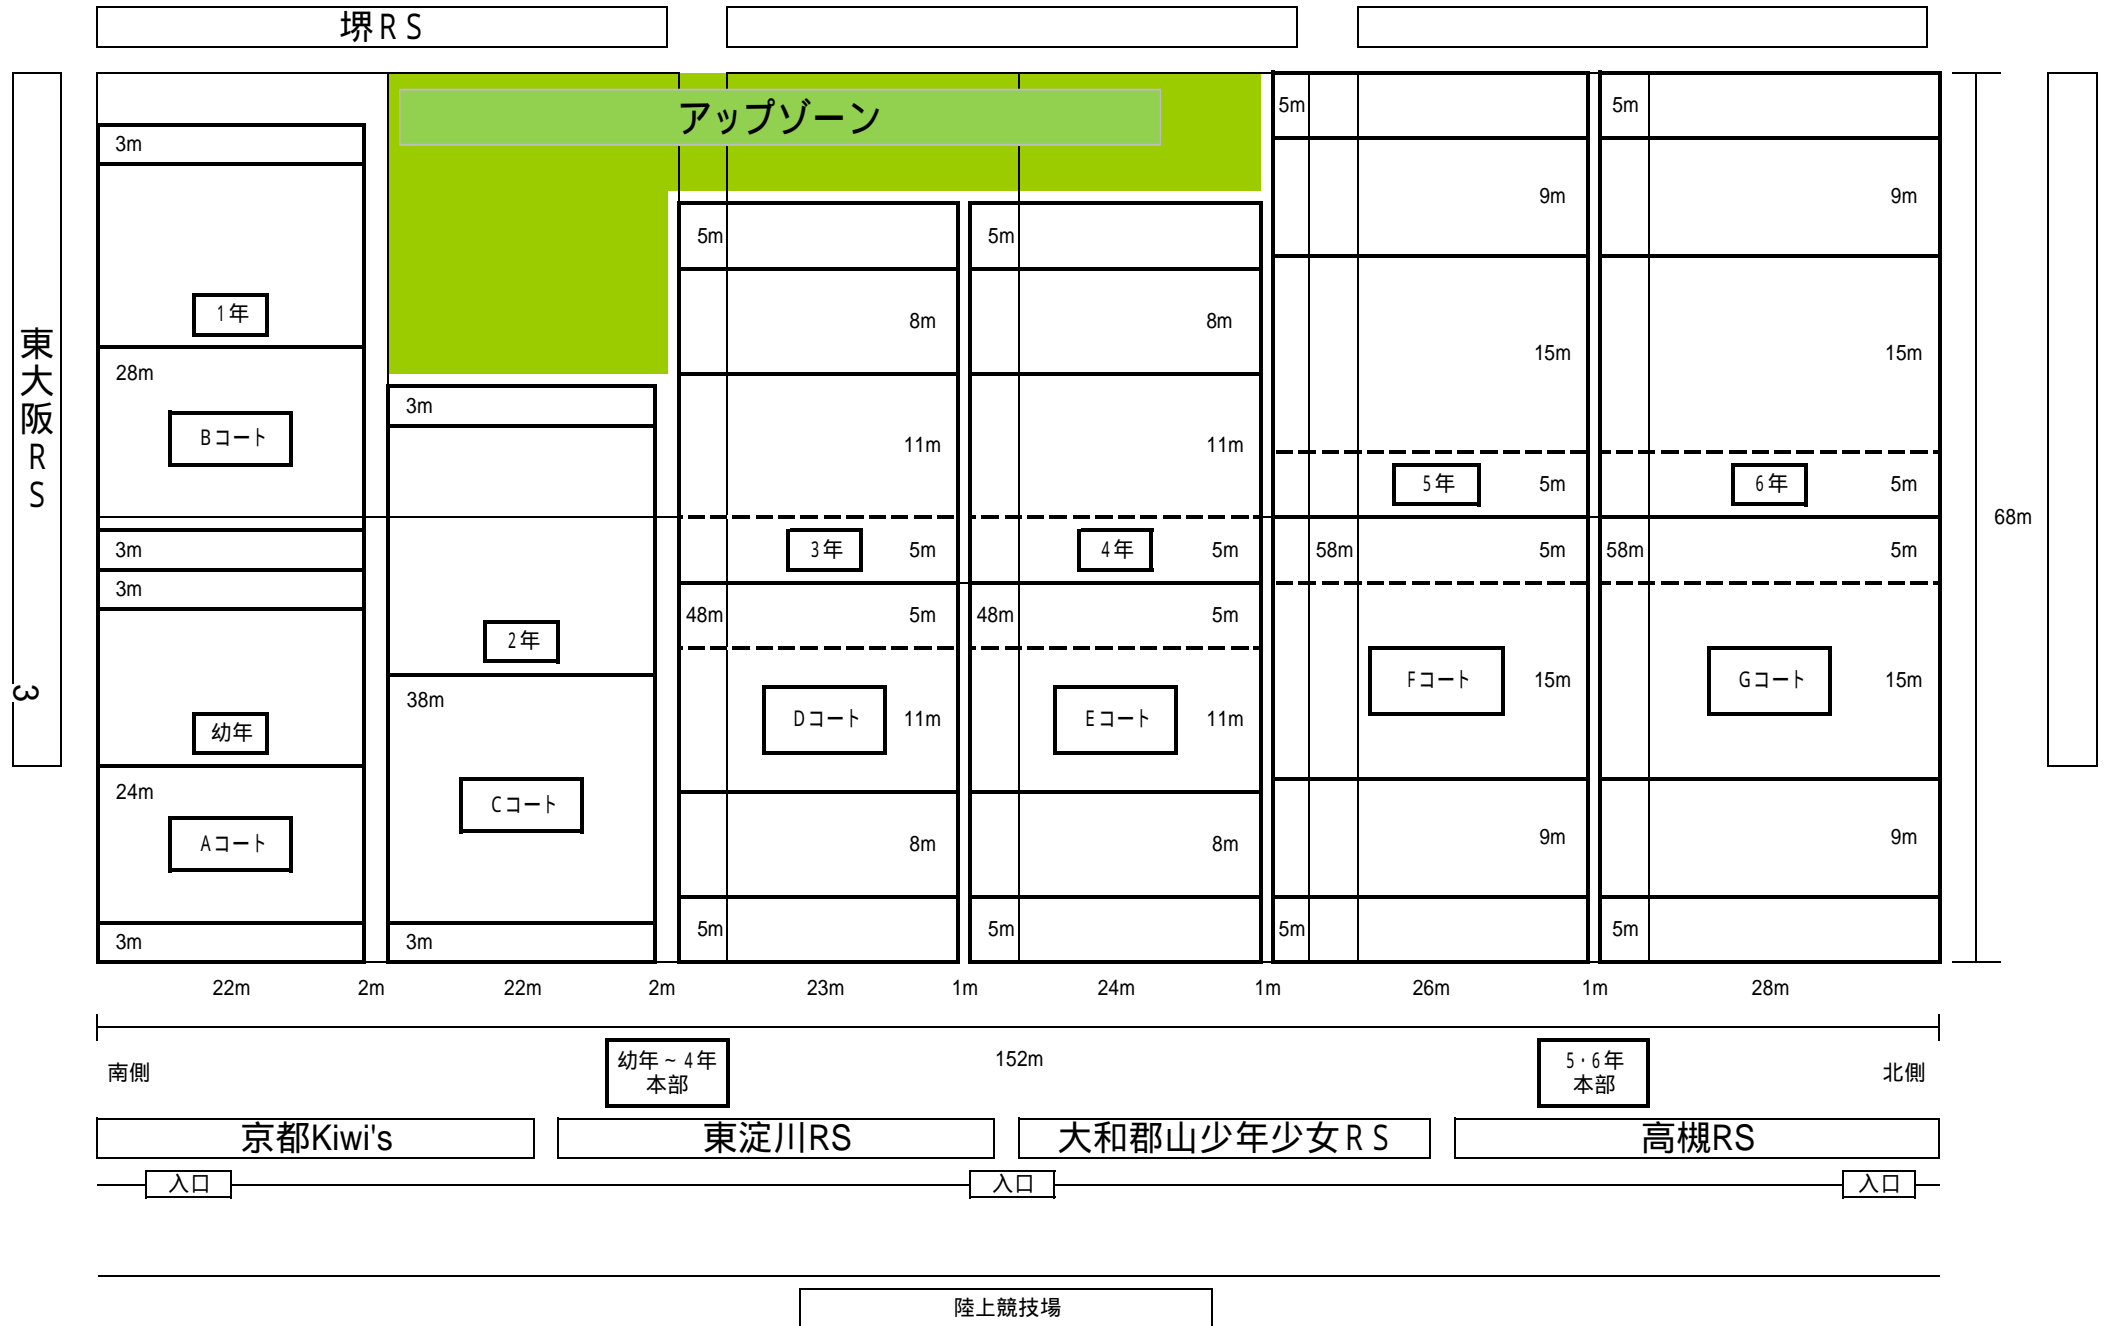 堺RS
アップゾーン
東大阪RS
3
3m
1年
28m
Bコート
3m
3m
幼年
24m
Aコート
3m
3m
2年
38m
Cコート
3m
5m
8m
11m
3年 5m
48m 5m
Dコート 11m
8m
5m
5m
8m
11m
4年 5m
48m 5m
Eコート 11m
8m
5m
5m
9m
15m
5年 5m
58m 5m
Fコート 15m
9m
5m
5m
9m
15m
6年 5m
58m 5m
Gコート 15m
9m
5m
68m
22m 2m 22m 2m 23m 1m 24m 1m 26m 1m 28m
152m
南側
幼年~4年
本部
5・6年
本部
北側
京都Kiwi's
東淀川RS
大和郡山少年少女RS
高槻RS
入口
入口
入口
陸上競技場